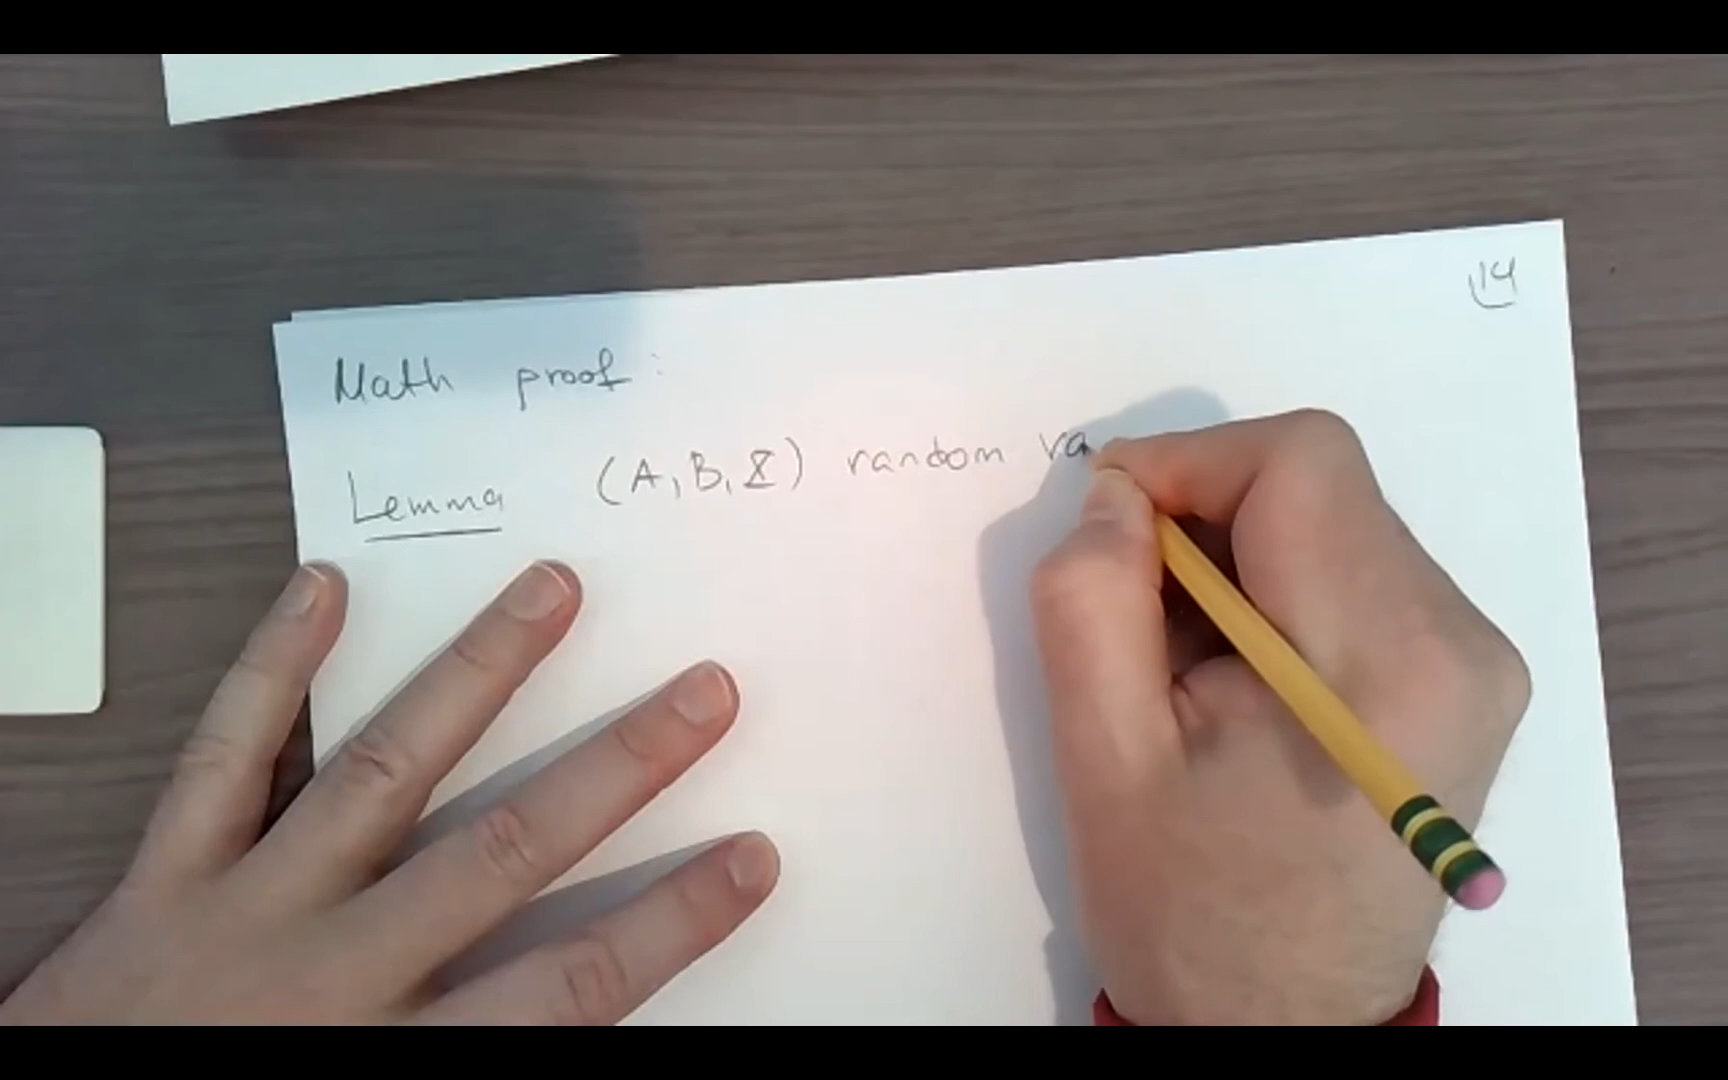 14
Math proof:
Lemma (A, B, X) random va